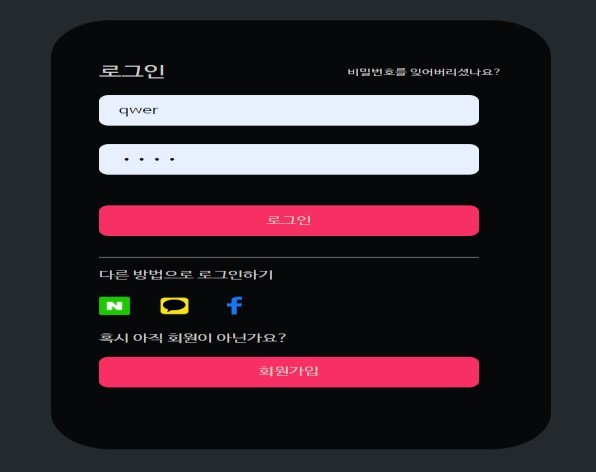 로그인
비밀번호를 잊어버리셨나요?
qwer
••••
로그인
다른 방법으로 로그인하기
N
f
혹시 아직 회원이 아닌가요?
회원가입